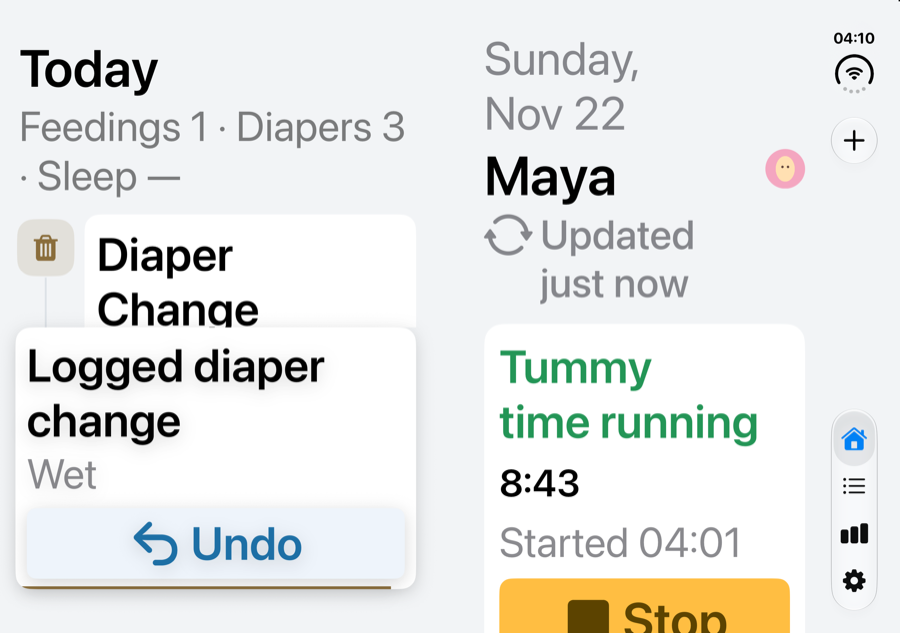 Today
Feedings 1 · Diapers 3
· Sleep —
Diaper
Change
Logged diaper
change
Wet
Undo
Sunday,
Nov 22
Maya
Updated
just now
Tummy
time running
8:43
Started 04:01
Stop
04:10